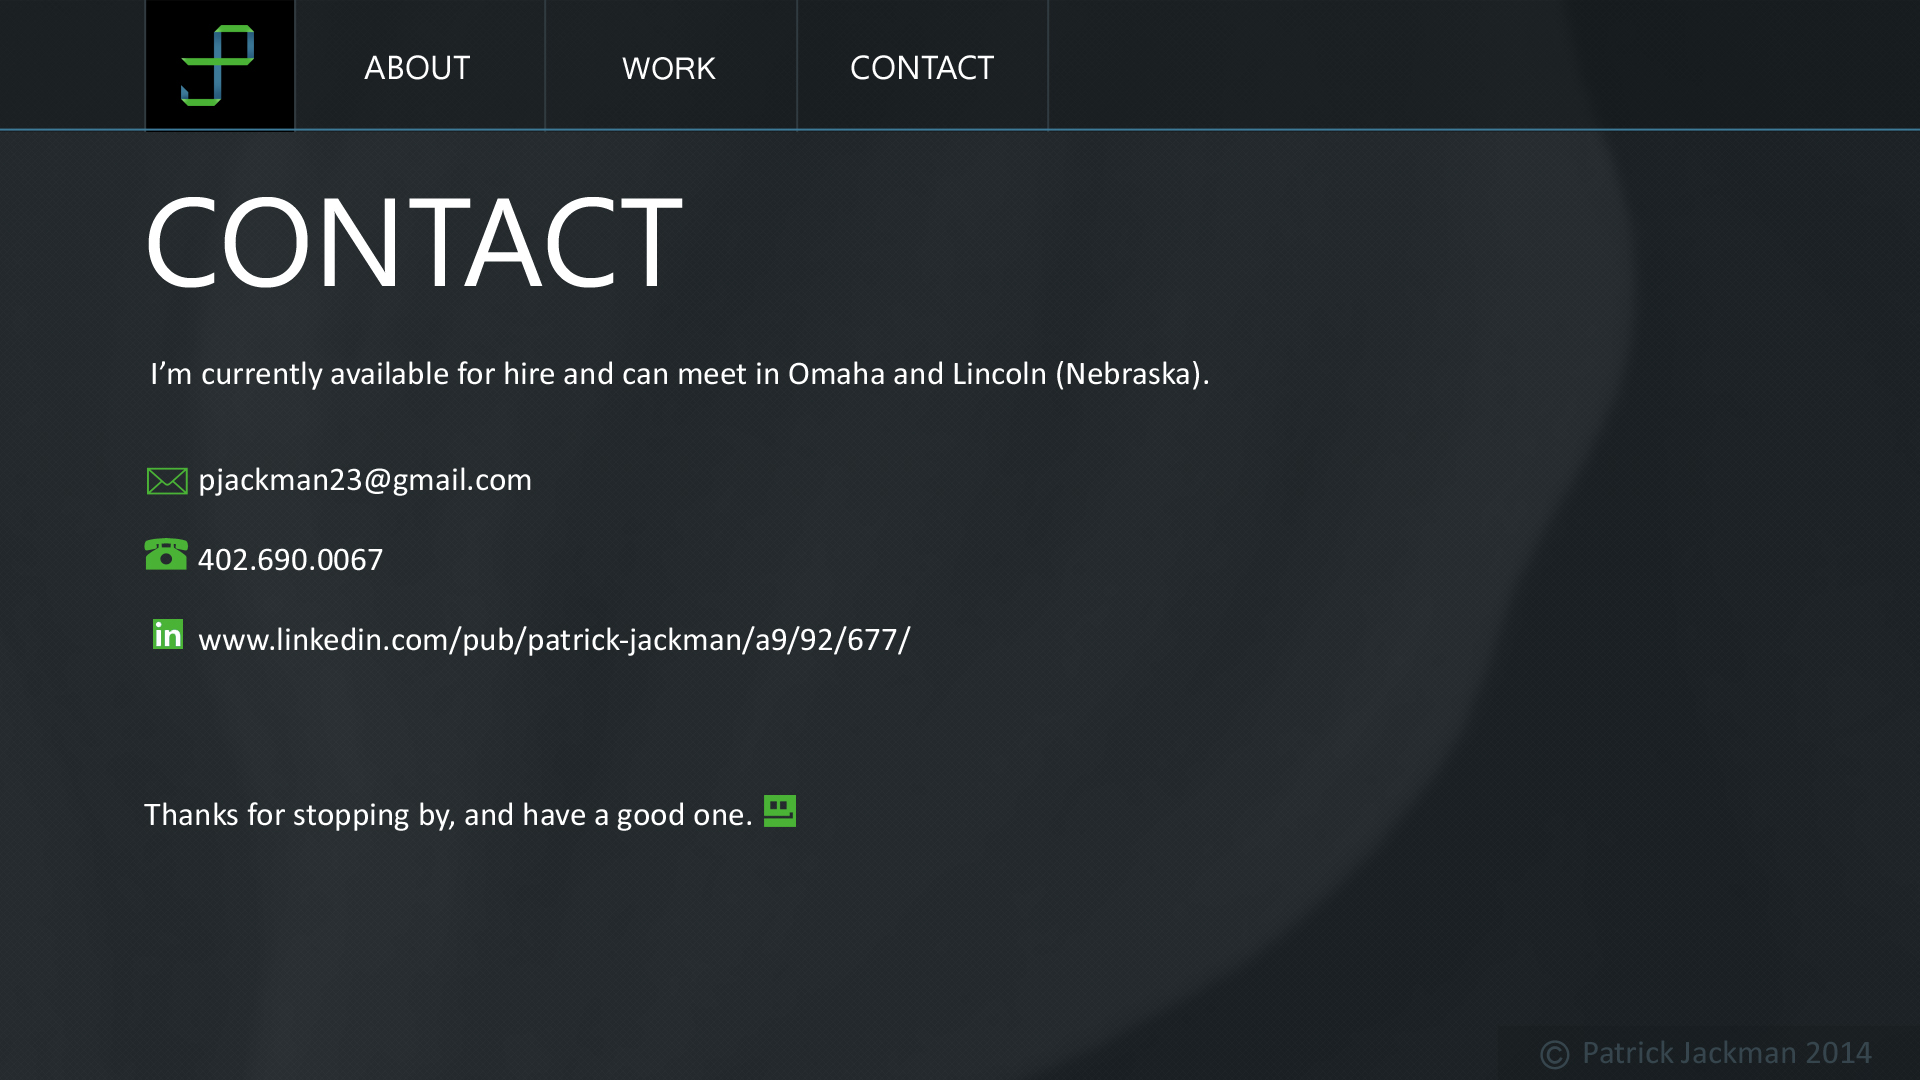 ABOUT
WORK
CONTACT
CONTACT
I'm currently available for hire and can meet in Omaha and Lincoln (Nebraska).
pjackman23@gmail.com
402.690.0067
in www.linkedin.com/pub/patrick-jackman/a9/92/677/
Thanks for stopping by, and have a good one.
© Patrick Jackman 2014